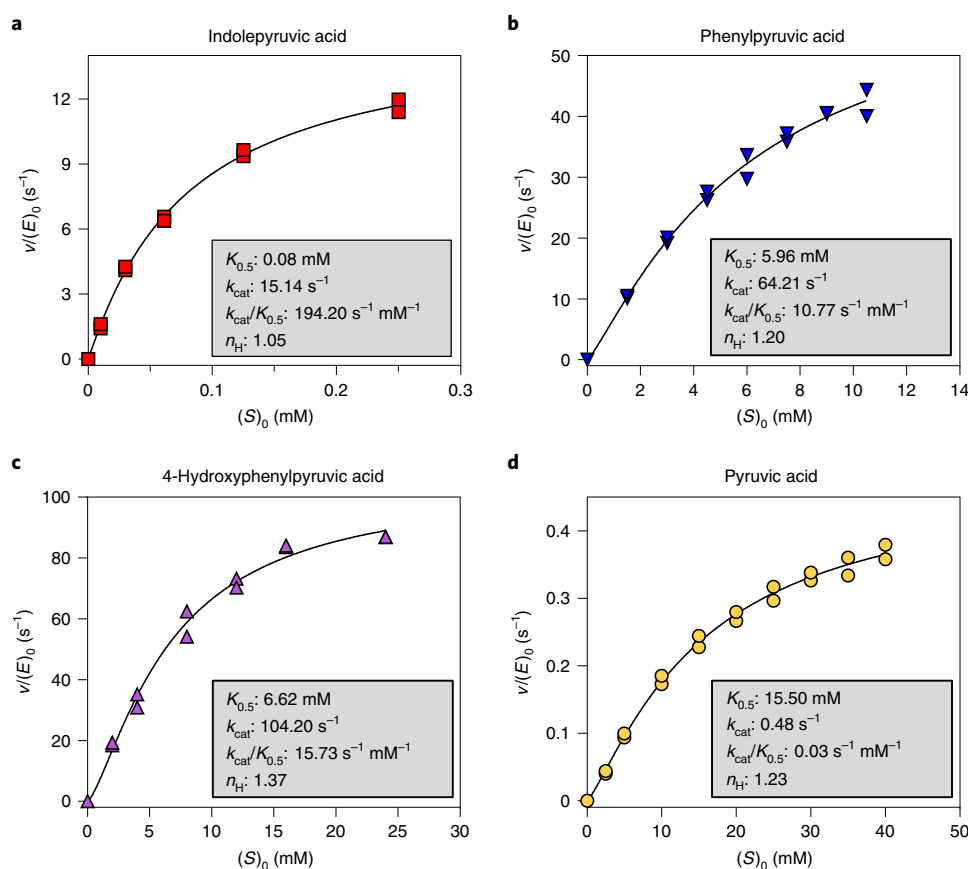 a
Indolepyruvic acid
12
9
6
3
0
v/(E)₀ (s⁻¹)
K₀.₅: 0.08 mM
kcat: 15.14 s⁻¹
kcat/K₀.₅: 194.20 s⁻¹ mM⁻¹
nH: 1.05
0 0.1 0.2 0.3
(S)₀ (mM)
b
Phenylpyruvic acid
50
40
30
20
10
0
v/(E)₀ (s⁻¹)
K₀.₅: 5.96 mM
kcat: 64.21 s⁻¹
kcat/K₀.₅: 10.77 s⁻¹ mM⁻¹
nH: 1.20
0 2 4 6 8 10 12 14
(S)₀ (mM)
c
4-Hydroxyphenylpyruvic acid
100
80
60
40
20
0
v/(E)₀ (s⁻¹)
K₀.₅: 6.62 mM
kcat: 104.20 s⁻¹
kcat/K₀.₅: 15.73 s⁻¹ mM⁻¹
nH: 1.37
0 5 10 15 20 25 30
(S)₀ (mM)
d
Pyruvic acid
0.4
0.3
0.2
0.1
0
v/(E)₀ (s⁻¹)
K₀.₅: 15.50 mM
kcat: 0.48 s⁻¹
kcat/K₀.₅: 0.03 s⁻¹ mM⁻¹
nH: 1.23
0 10 20 30 40 50
(S)₀ (mM)